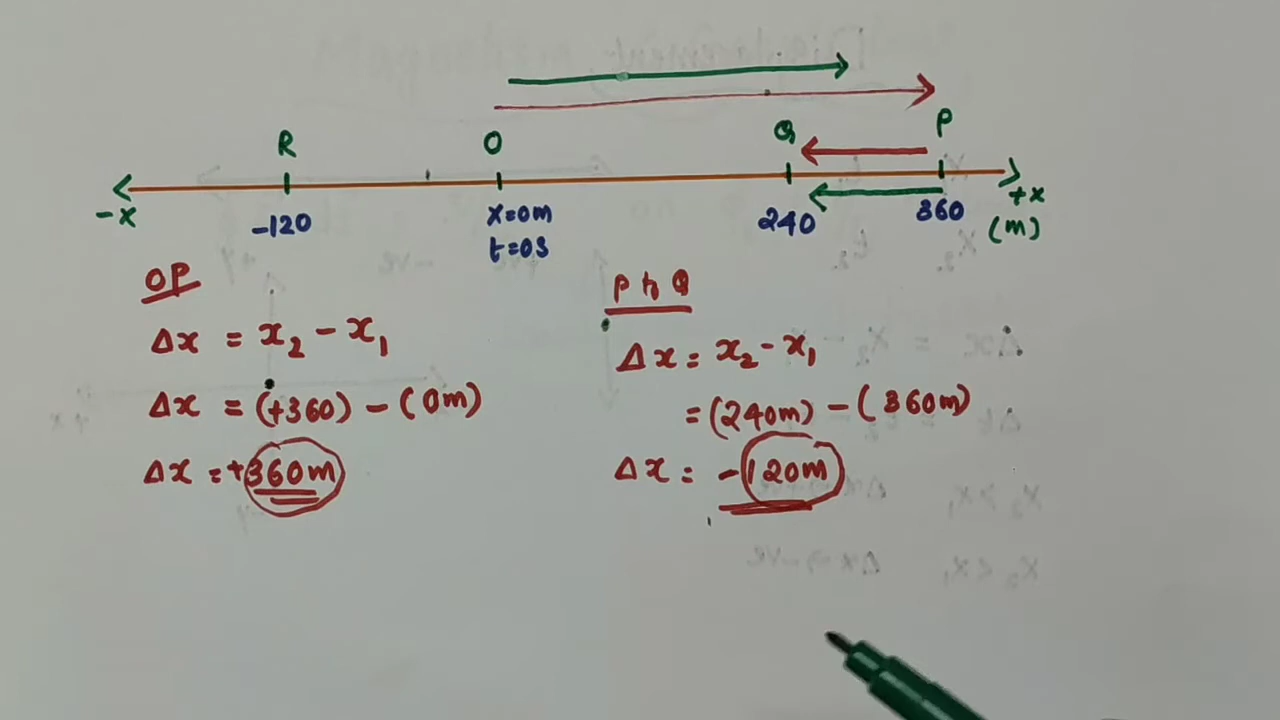 R O Q P
-x -120 x=0m 240 360 +x
t=0s (m)
OP
Δx = x₂ - x₁
Δx = (+360) - (0m)
Δx = +360m
P to Q
Δx = x₂ - x₁
= (240m) - (360m)
Δx = -120m